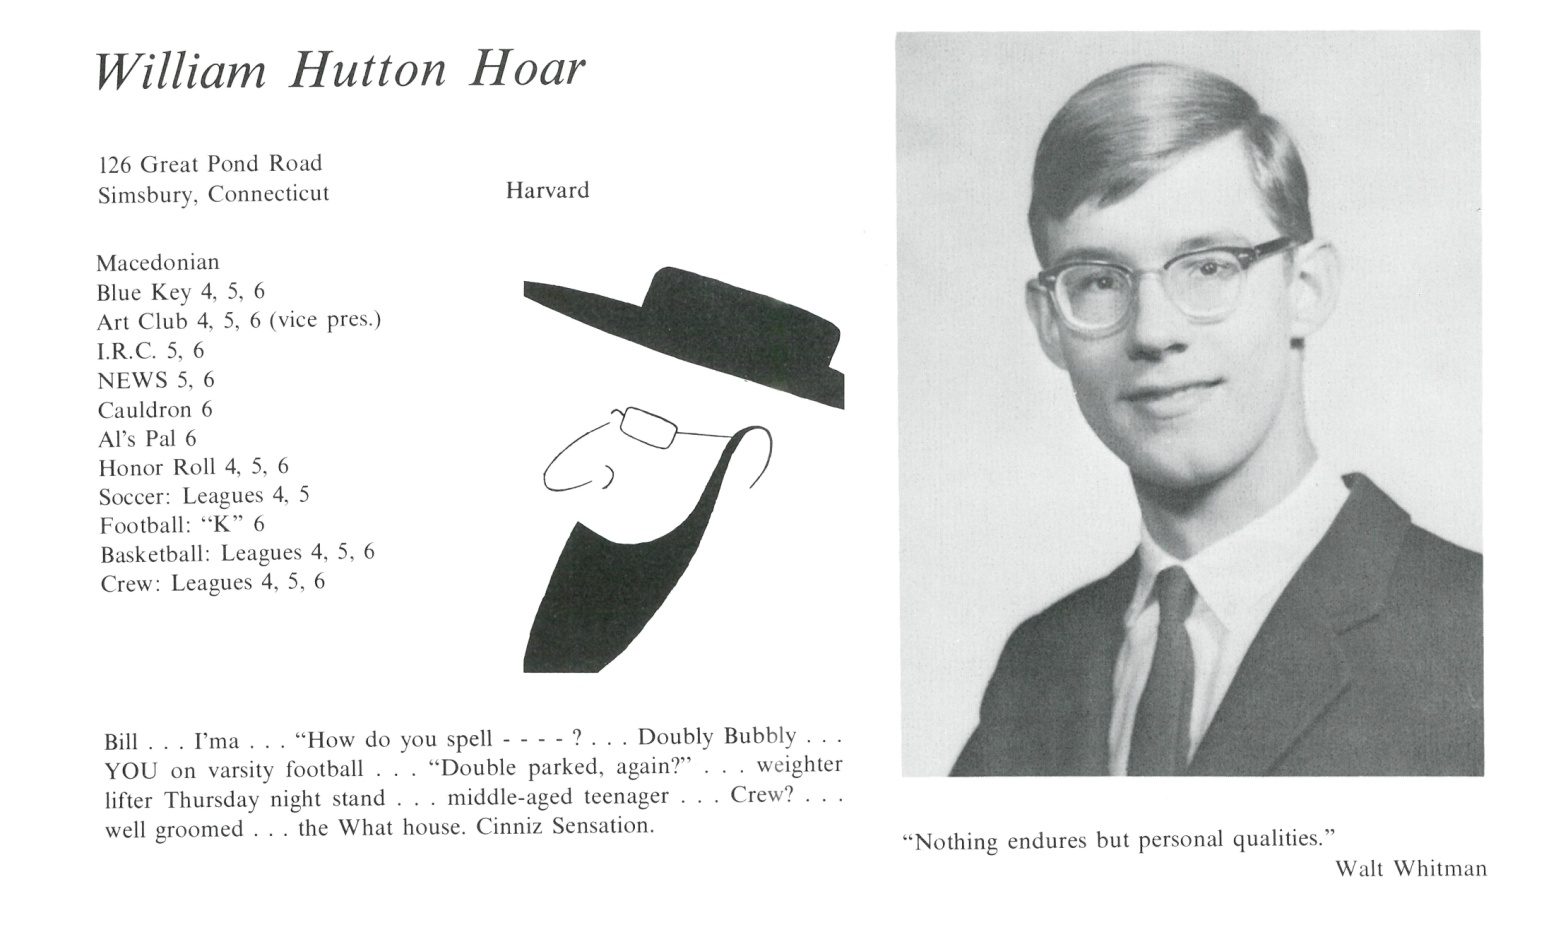 William Hutton Hoar
126 Great Pond Road
Simsbury, Connecticut
Harvard
Macedonian
Blue Key 4, 5, 6
Art Club 4, 5, 6 (vice pres.)
I.R.C. 5, 6
NEWS 5, 6
Cauldron 6
Al's Pal 6
Honor Roll 4, 5, 6
Soccer: Leagues 4, 5
Football: “K” 6
Basketball: Leagues 4, 5, 6
Crew: Leagues 4, 5, 6
Bill . . . I'ma . . . “How do you spell - - - - ? . . . Doubly Bubbly . . .
YOU on varsity football . . . “Double parked, again?” . . . weighter
lifter Thursday night stand . . . middle-aged teenager . . . Crew? . . .
well groomed . . . the What house. Cinniz Sensation.
“Nothing endures but personal qualities.”
Walt Whitman